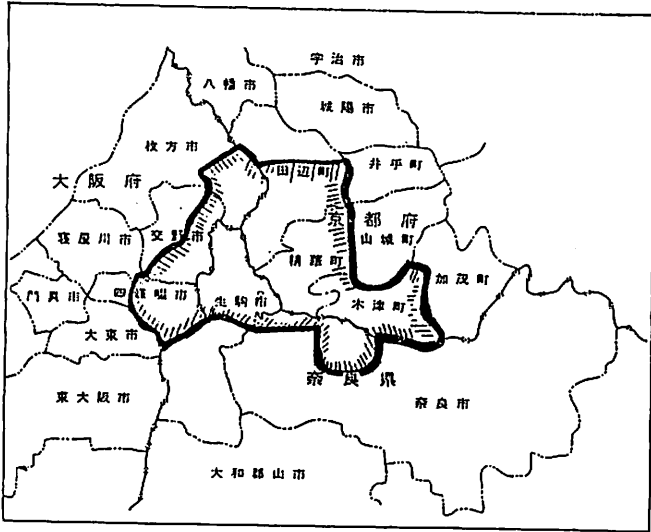 宇治市
八幡市
城陽市
枚方市
田辺町
井手町
大阪府
京都府
寝屋川市
交野市
山城町
精華町
加茂町
門真市
四條畷市
生駒市
木津町
大東市
奈良県
東大阪市
奈良市
大和郡山市